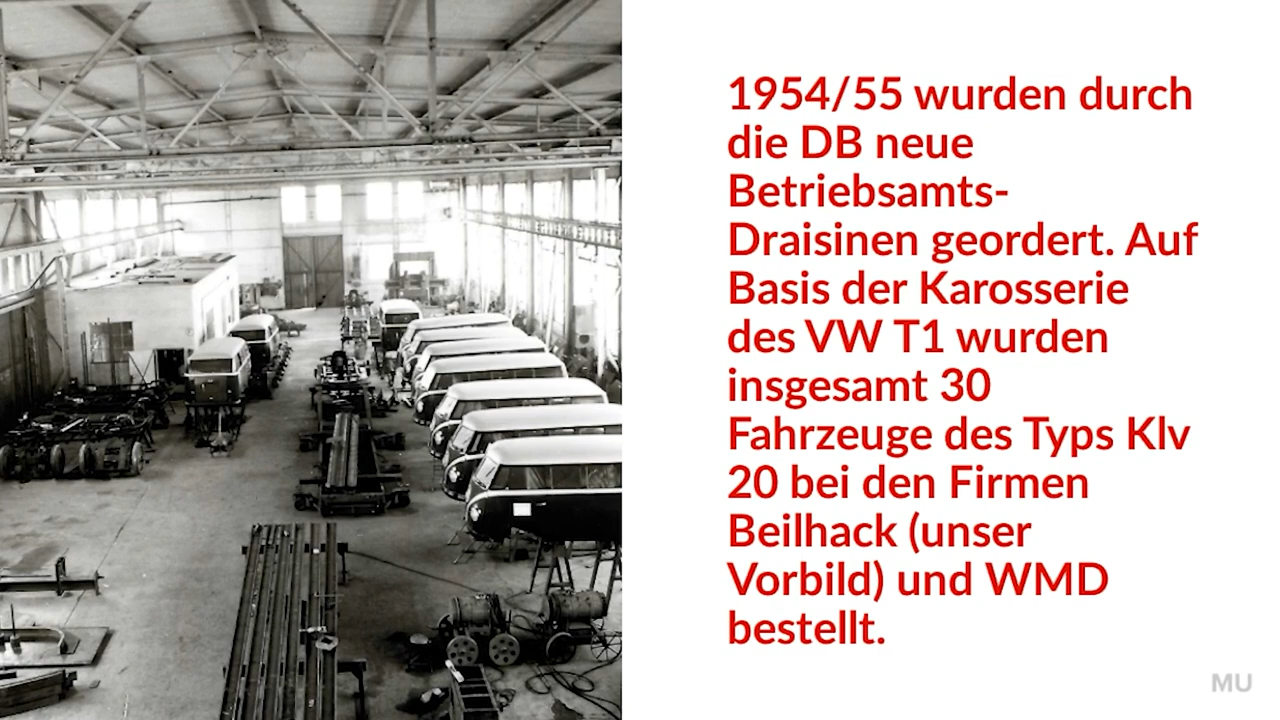 1954/55 wurden durch
die DB neue
Betriebsamts-
Draisinen geordert. Auf
Basis der Karosserie
des VW T1 wurden
insgesamt 30
Fahrzeuge des Typs Klv
20 bei den Firmen
Beilhack (unser
Vorbild) und WMD
bestellt.
MU